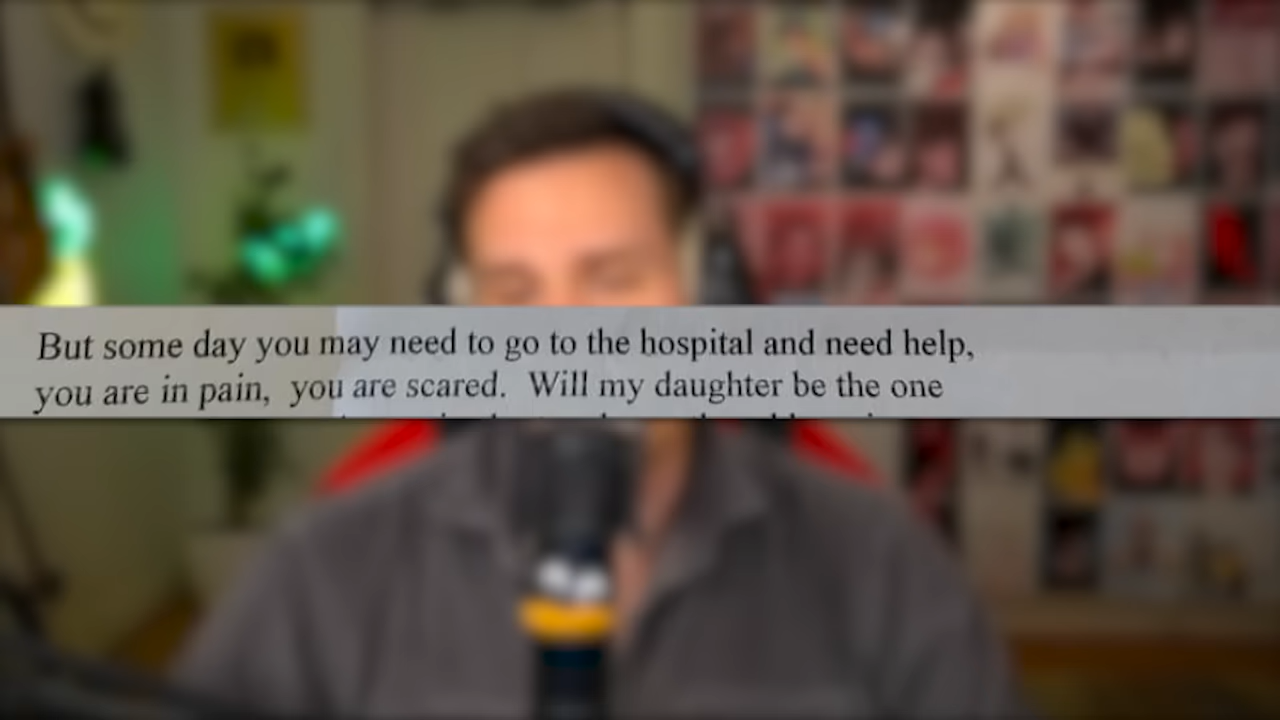 But some day you may need to go to the hospital and need help,
you are in pain, you are scared. Will my daughter be the one